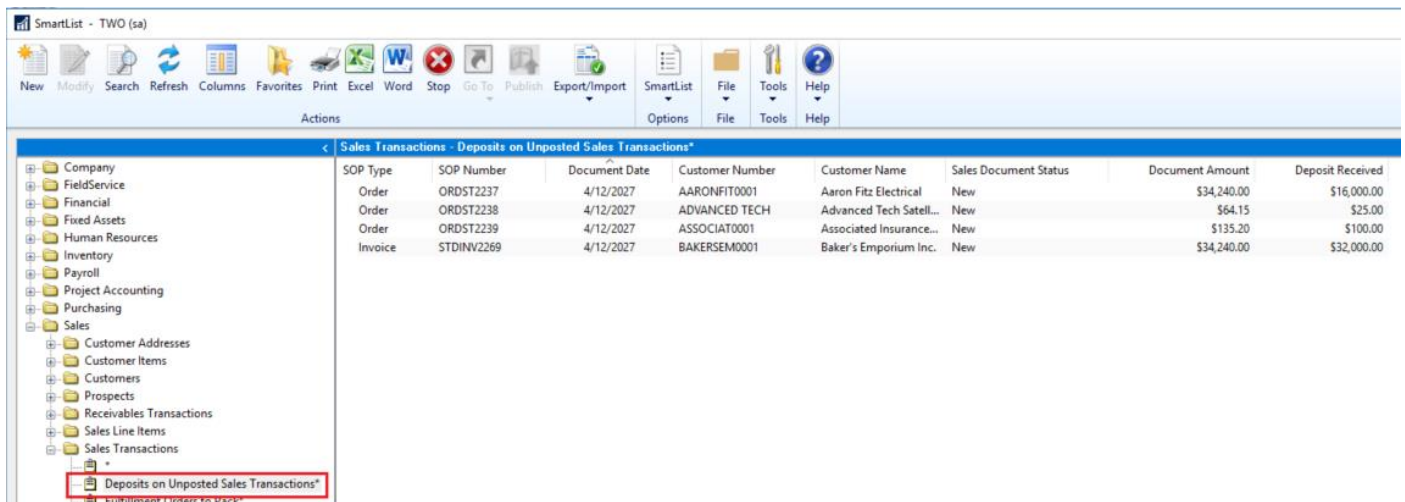 SmartList - TWO (sa)
New Modify Search Refresh Columns Favorites Print Excel Word Stop Go To Publish Export/Import SmartList File Tools Help
Actions Options File Tools Help
< Sales Transactions - Deposits on Unposted Sales Transactions*
SOP Type SOP Number Document Date Customer Number Customer Name Sales Document Status Document Amount Deposit Received
Order ORDST2237 4/12/2027 AARONFIT0001 Aaron Fitz Electrical New $34,240.00 $16,000.00
Order ORDST2238 4/12/2027 ADVANCED TECH Advanced Tech Satell... New $64.15 $25.00
Order ORDST2239 4/12/2027 ASSOCIAT0001 Associated Insurance... New $135.20 $100.00
Invoice STDINV2269 4/12/2027 BAKERSEM0001 Baker's Emporium Inc. New $34,240.00 $32,000.00
Company
FieldService
Financial
Fixed Assets
Human Resources
Inventory
Payroll
Project Accounting
Purchasing
Sales
Customer Addresses
Customer Items
Customers
Prospects
Receivables Transactions
Sales Line Items
Sales Transactions
*
Deposits on Unposted Sales Transactions*
Fulfillment Orders to Pack*